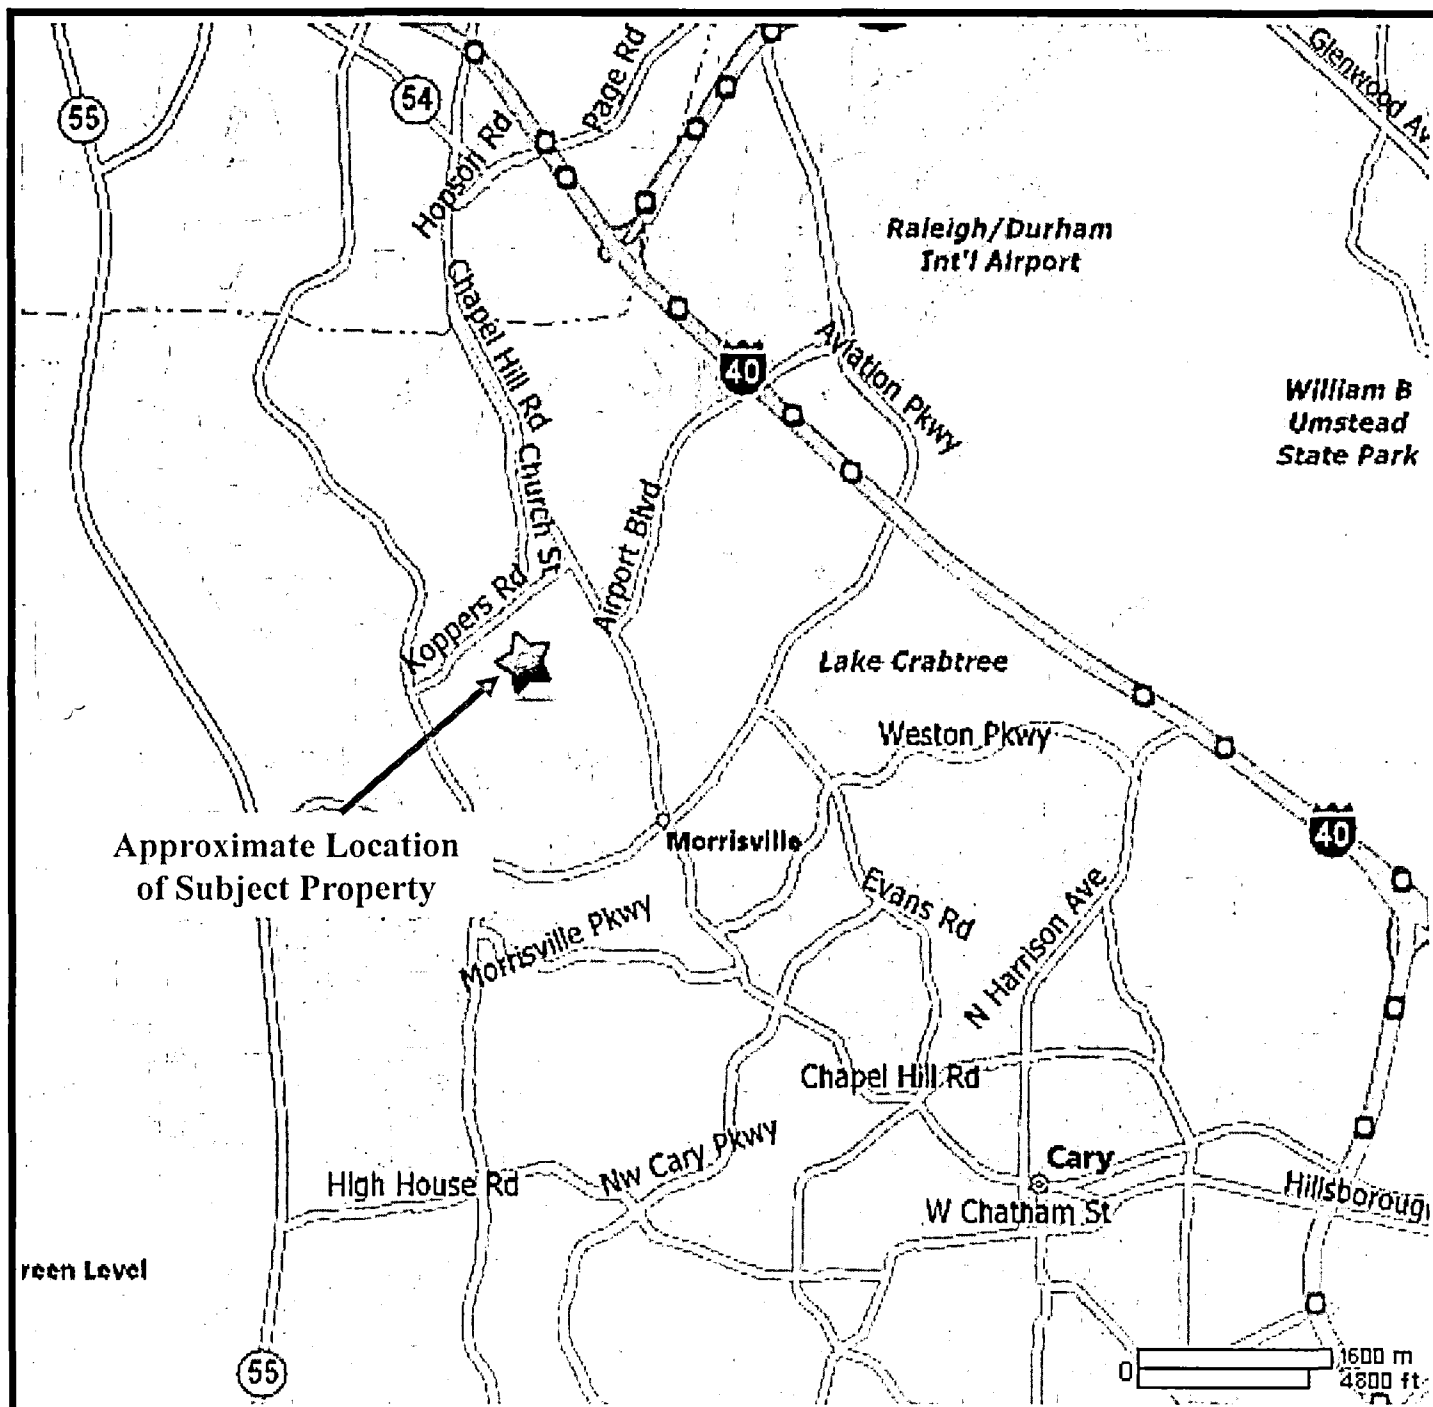 Glenwood Av
Page Rd
54
55
Hopson Rd
Raleigh/Durham
Int'l Airport
Chapel Hill Rd
40
Aviation Pkwy
William B
Umstead
State Park
Church St
Airport Blvd
Koppers Rd
Lake Crabtree
Weston Pkwy
40
Approximate Location
of Subject Property
Morrisville
Evans Rd
N Harrison Ave
Morrisville Pkwy
Chapel Hill Rd
Nw Cary Pkwy
Cary
High House Rd
Hillsboroug
W Chatham St
reen Level
55
0
1600 m
4800 ft